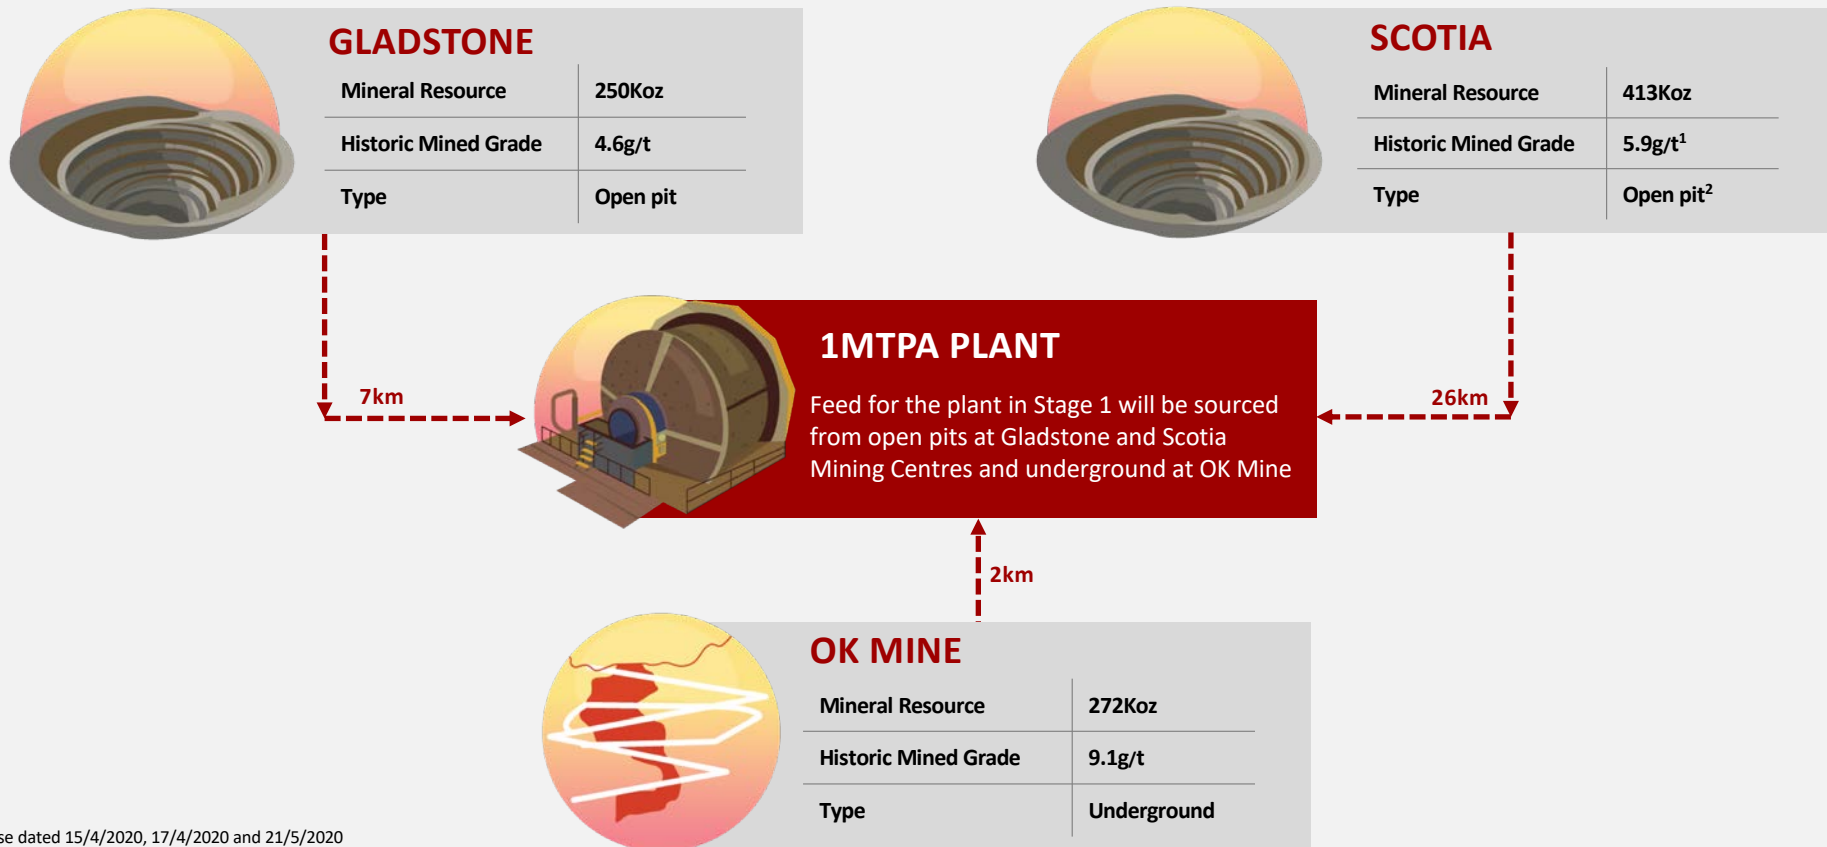 GLADSTONE
Mineral Resource 250Koz
Historic Mined Grade 4.6g/t
Type Open pit
SCOTIA
Mineral Resource 413Koz
Historic Mined Grade 5.9g/t¹
Type Open pit²
7km
1MTPA PLANT
Feed for the plant in Stage 1 will be sourced
from open pits at Gladstone and Scotia
Mining Centres and underground at OK Mine
26km
2km
OK MINE
Mineral Resource 272Koz
Historic Mined Grade 9.1g/t
Type Underground
dated 15/4/2020, 17/4/2020 and 21/5/2020